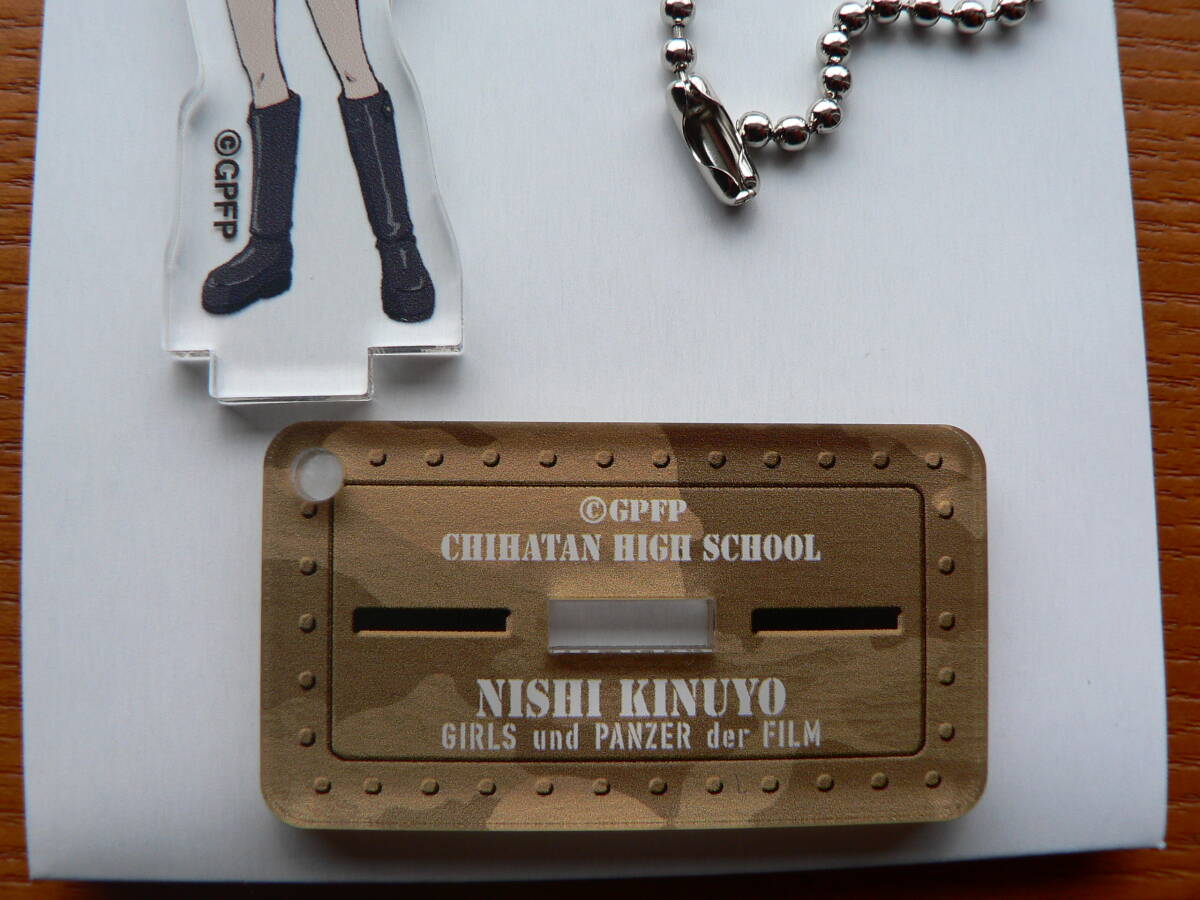 ©GPFP
©GPFP
CHIHATAN HIGH SCHOOL
NISHI KINUYO
GIRLS und PANZER der FILM